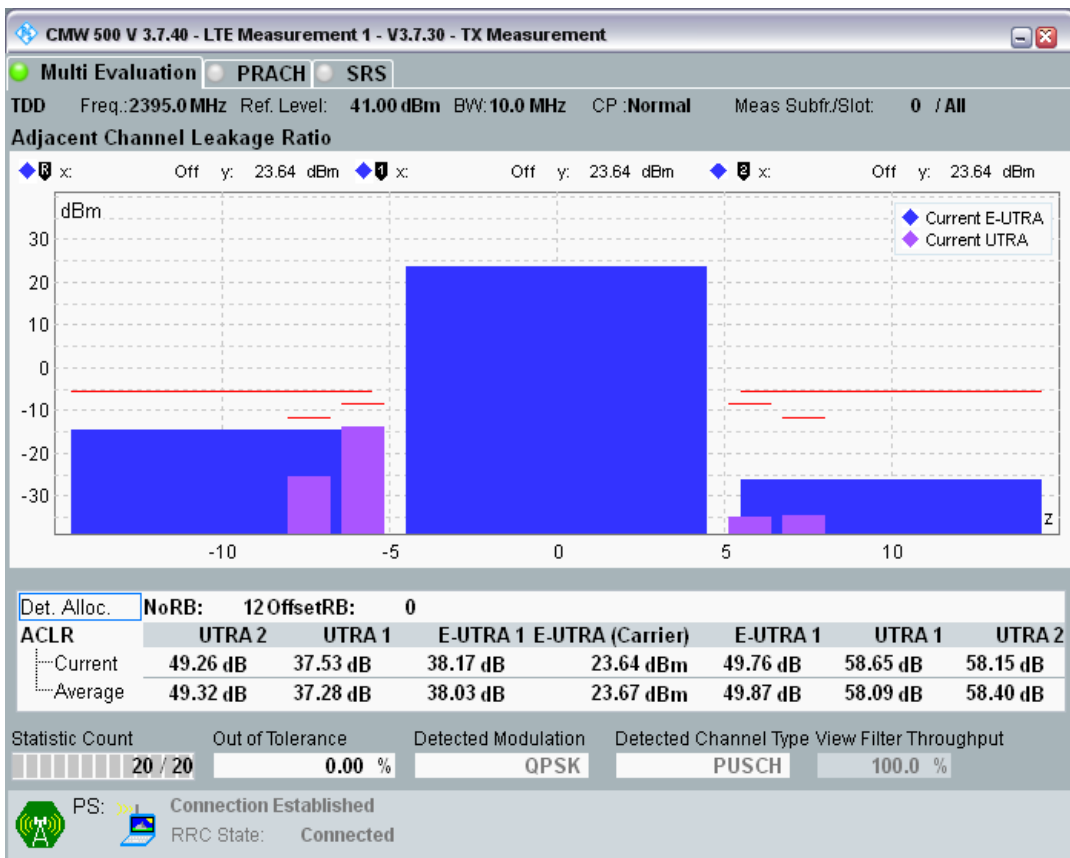 CMW 500 V 3.7.40 - LTE Measurement 1 - V3.7.30 - TX Measurement
Multi Evaluation PRACH SRS
TDD Freq.:2395.0 MHz Ref. Level: 41.00 dBm BW:10.0 MHz CP :Normal Meas Subfr./Slot: 0 / All
Adjacent Channel Leakage Ratio
R x: Off y: 23.64 dBm 1 x: Off y: 23.64 dBm 2 x: Off y: 23.64 dBm
dBm
Current E-UTRA
Current UTRA
30
20
10
0
-10
-20
-30
z
-10 -5 0 5 10
Det. Alloc. NoRB: 12 OffsetRB: 0
ACLR UTRA 2 UTRA 1 E-UTRA 1 E-UTRA (Carrier) E-UTRA 1 UTRA 1 UTRA 2
Current 49.26 dB 37.53 dB 38.17 dB 23.64 dBm 49.76 dB 58.65 dB 58.15 dB
Average 49.32 dB 37.28 dB 38.03 dB 23.67 dBm 49.87 dB 58.09 dB 58.40 dB
Statistic Count Out of Tolerance Detected Modulation Detected Channel Type View Filter Throughput
20 / 20 0.00 % QPSK PUSCH 100.0 %
PS: Connection Established
RRC State: Connected